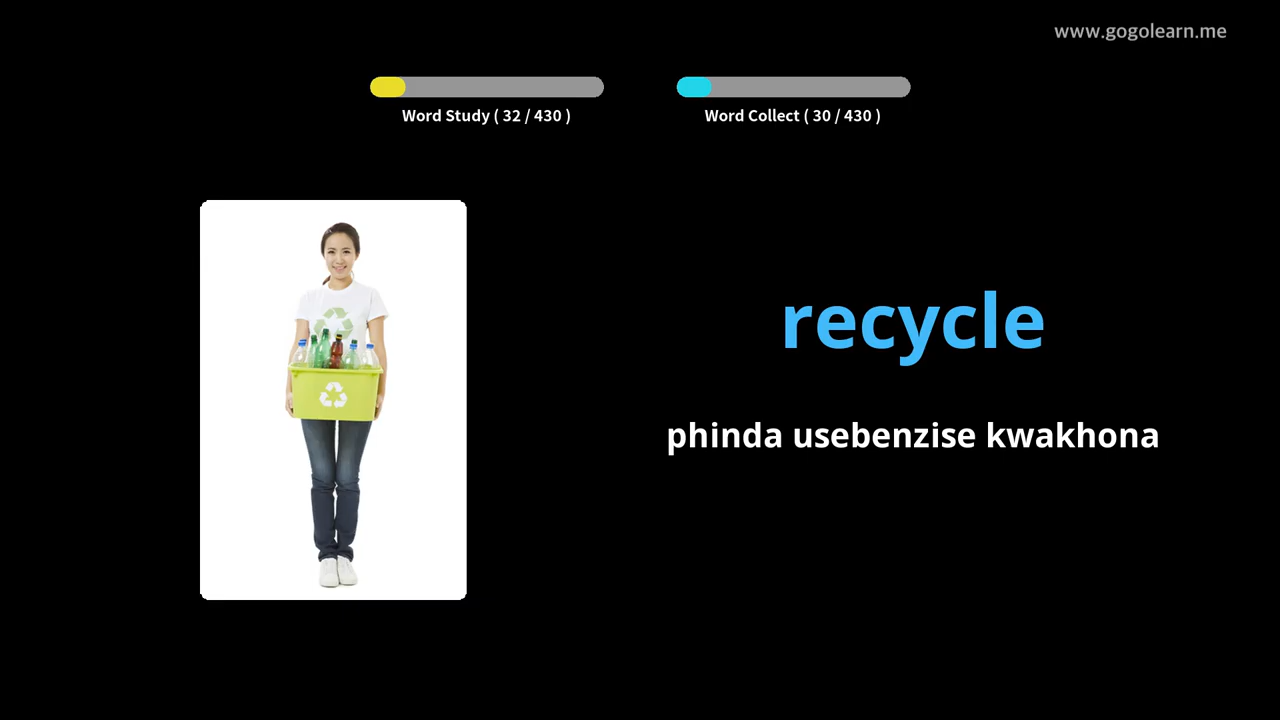 www.gogolearn.me
Word Study ( 32 / 430 )
Word Collect ( 30 / 430 )
recycle
phinda usebenzise kwakhona